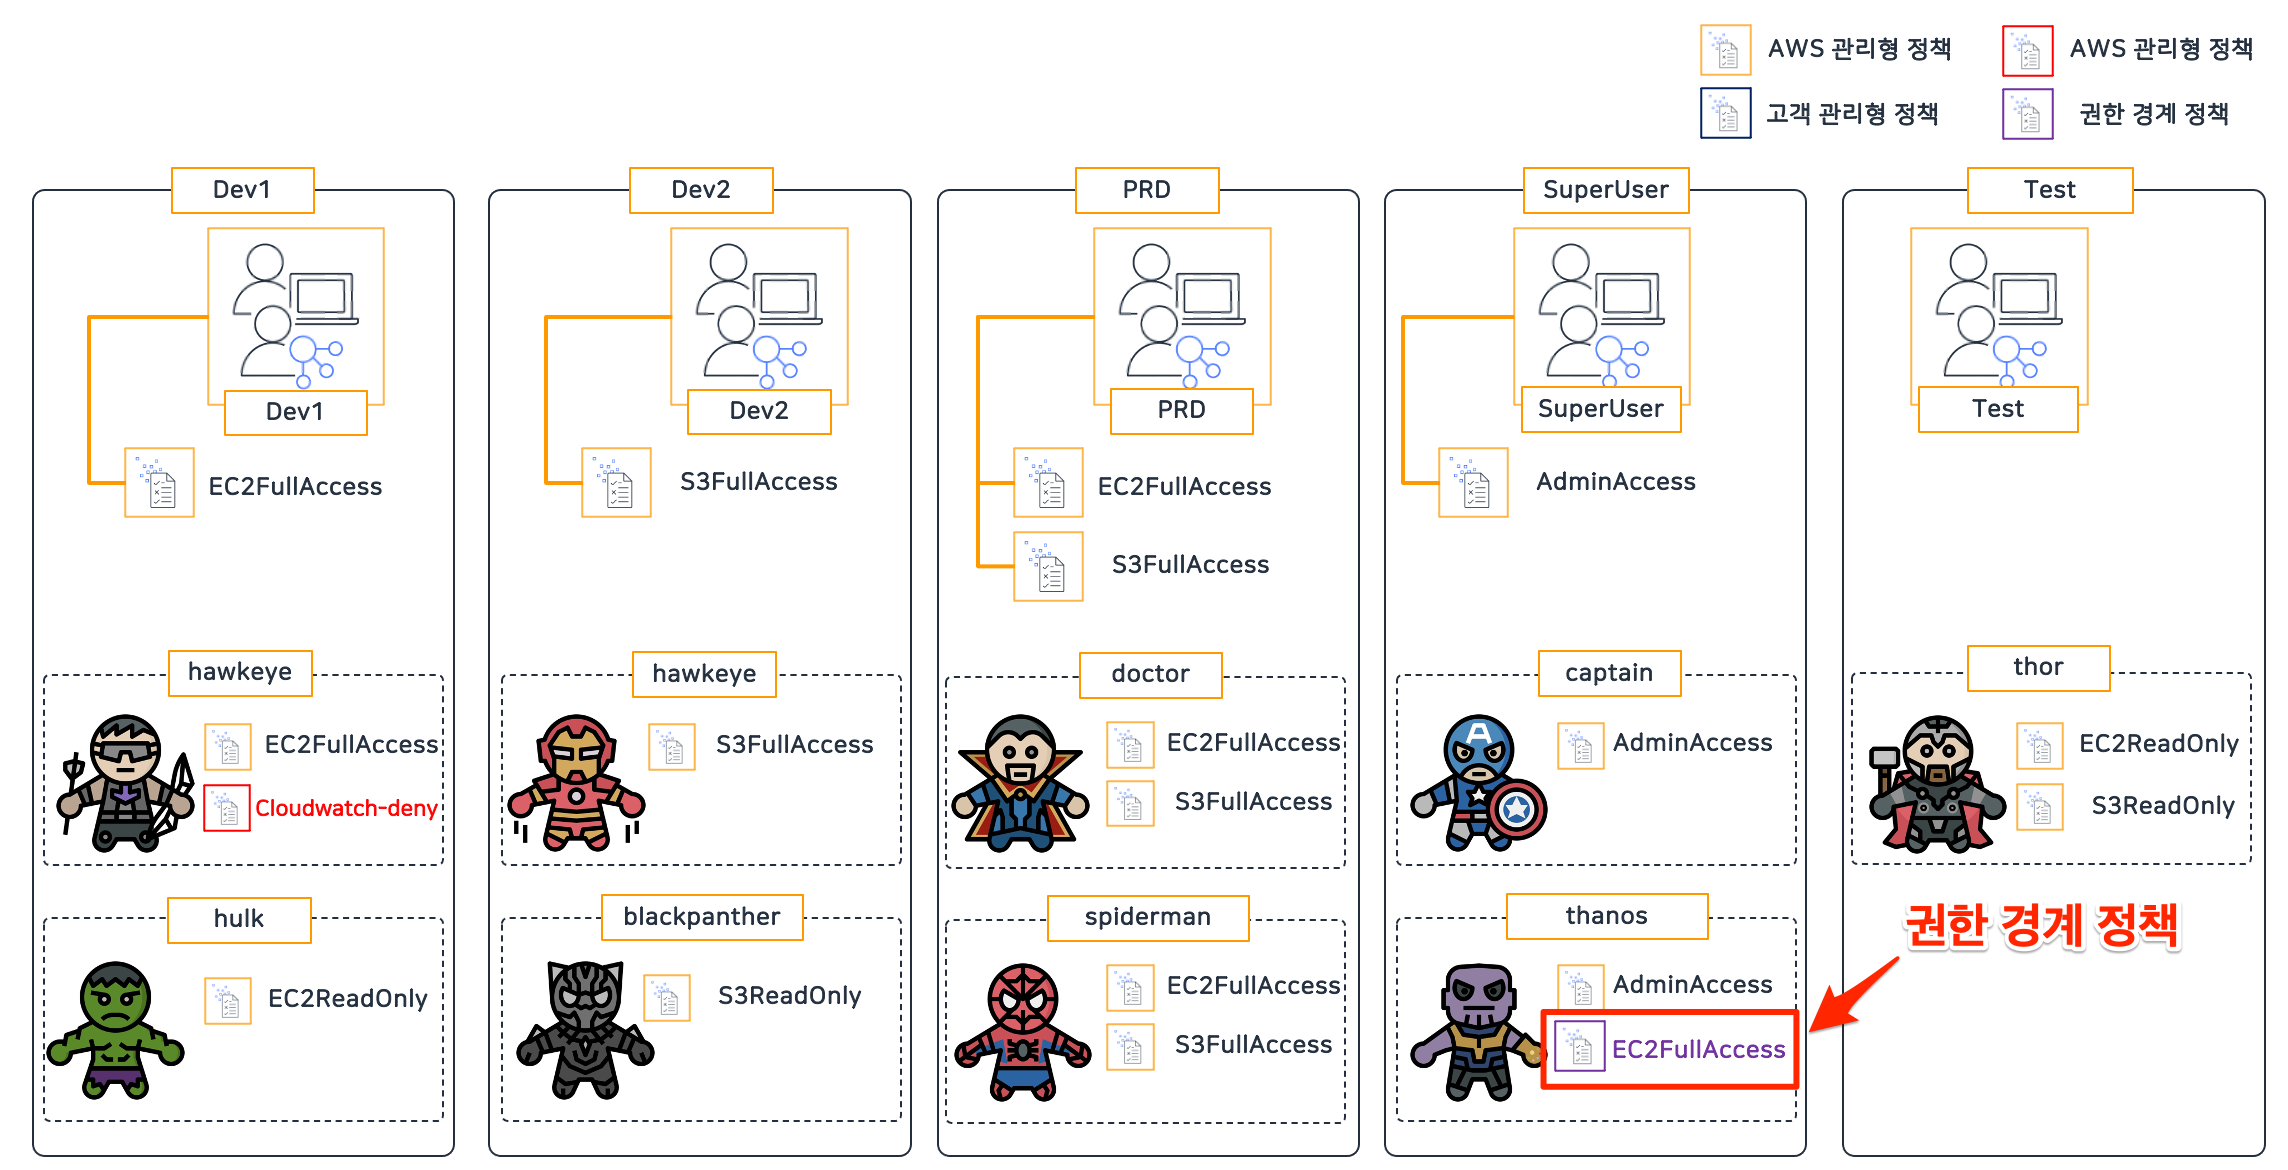 AWS 관리형 정책
AWS 관리형 정책
고객 관리형 정책
권한 경계 정책
Dev1
Dev1
EC2FullAccess
hawkeye
EC2FullAccess
Cloudwatch-deny
hulk
EC2ReadOnly
Dev2
Dev2
S3FullAccess
hawkeye
S3FullAccess
blackpanther
S3ReadOnly
PRD
PRD
EC2FullAccess
S3FullAccess
doctor
EC2FullAccess
S3FullAccess
spiderman
EC2FullAccess
S3FullAccess
SuperUser
SuperUser
AdminAccess
captain
A
AdminAccess
thanos
AdminAccess
EC2FullAccess
Test
Test
thor
EC2ReadOnly
S3ReadOnly
권한 경계 정책